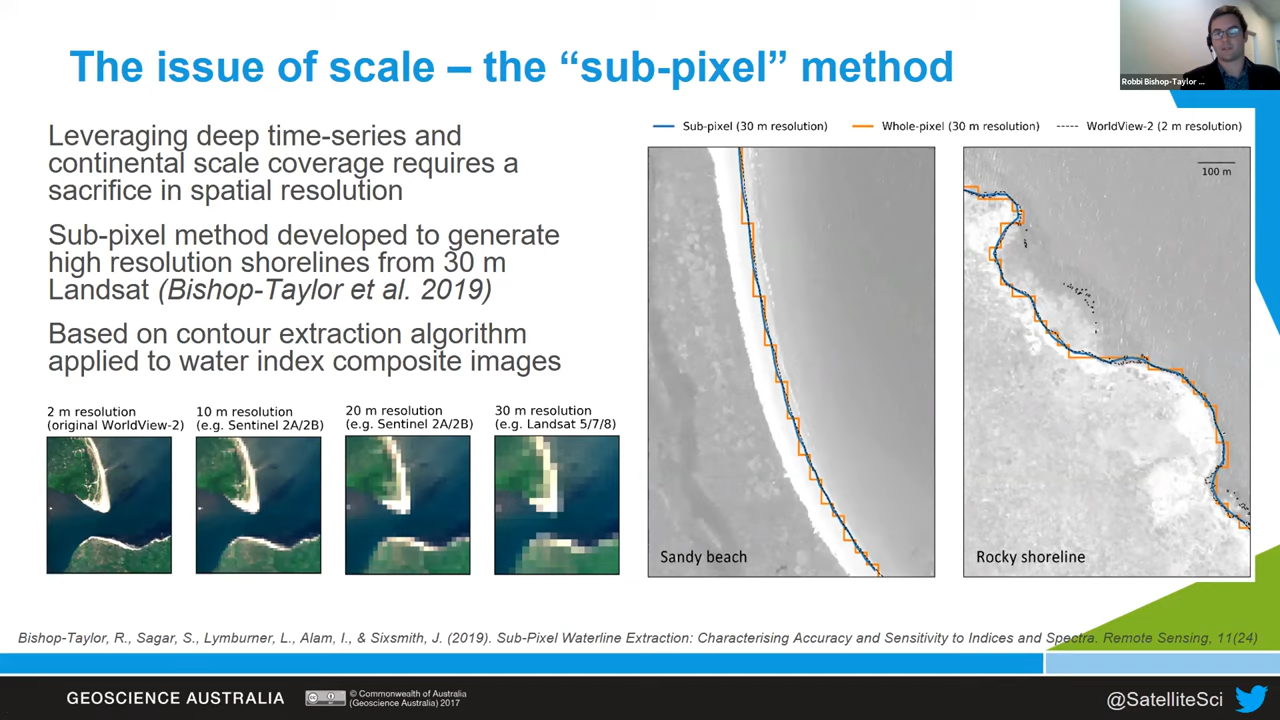 The issue of scale – the “sub-pixel” method
Robbi Bishop-Taylor ...
Leveraging deep time-series and
continental scale coverage requires a
sacrifice in spatial resolution
Sub-pixel method developed to generate
high resolution shorelines from 30 m
Landsat (Bishop-Taylor et al. 2019)
Based on contour extraction algorithm
applied to water index composite images
2 m resolution
(original WorldView-2)
10 m resolution
(e.g. Sentinel 2A/2B)
20 m resolution
(e.g. Sentinel 2A/2B)
30 m resolution
(e.g. Landsat 5/7/8)
Sub-pixel (30 m resolution)
Whole-pixel (30 m resolution)
WorldView-2 (2 m resolution)
100 m
Sandy beach
Rocky shoreline
Bishop-Taylor, R., Sagar, S., Lymburner, L., Alam, I., & Sixsmith, J. (2019). Sub-Pixel Waterline Extraction: Characterising Accuracy and Sensitivity to Indices and Spectra. Remote Sensing, 11(24)
GEOSCIENCE AUSTRALIA
© Commonwealth of Australia
(Geoscience Australia) 2017
@SatelliteSci